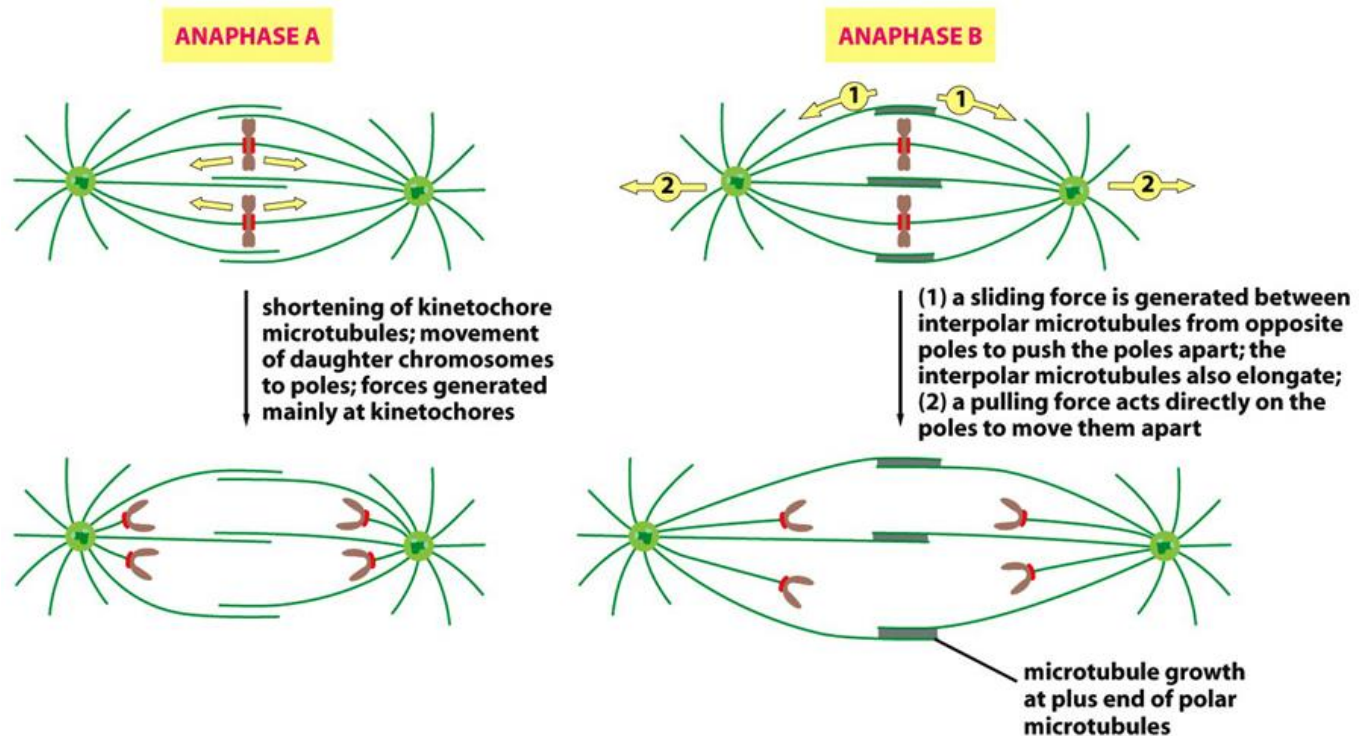 ANAPHASE A
shortening of kinetochore
microtubules; movement
of daughter chromosomes
to poles; forces generated
mainly at kinetochores
ANAPHASE B
1
1
2
2
(1) a sliding force is generated between
interpolar microtubules from opposite
poles to push the poles apart; the
interpolar microtubules also elongate;
(2) a pulling force acts directly on the
poles to move them apart
microtubule growth
at plus end of polar
microtubules